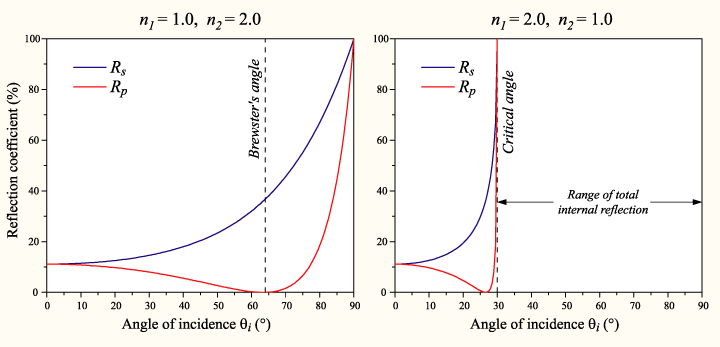 n1 = 1.0, n2 = 2.0
Reflection coefficient (%)
100
80
60
40
20
0
Rs
Rp
Brewster's angle
0 10 20 30 40 50 60 70 80 90
Angle of incidence θi (°)
n1 = 2.0, n2 = 1.0
100
80
60
40
20
0
Rs
Rp
Critical angle
Range of total
internal reflection
0 10 20 30 40 50 60 70 80 90
Angle of incidence θi (°)